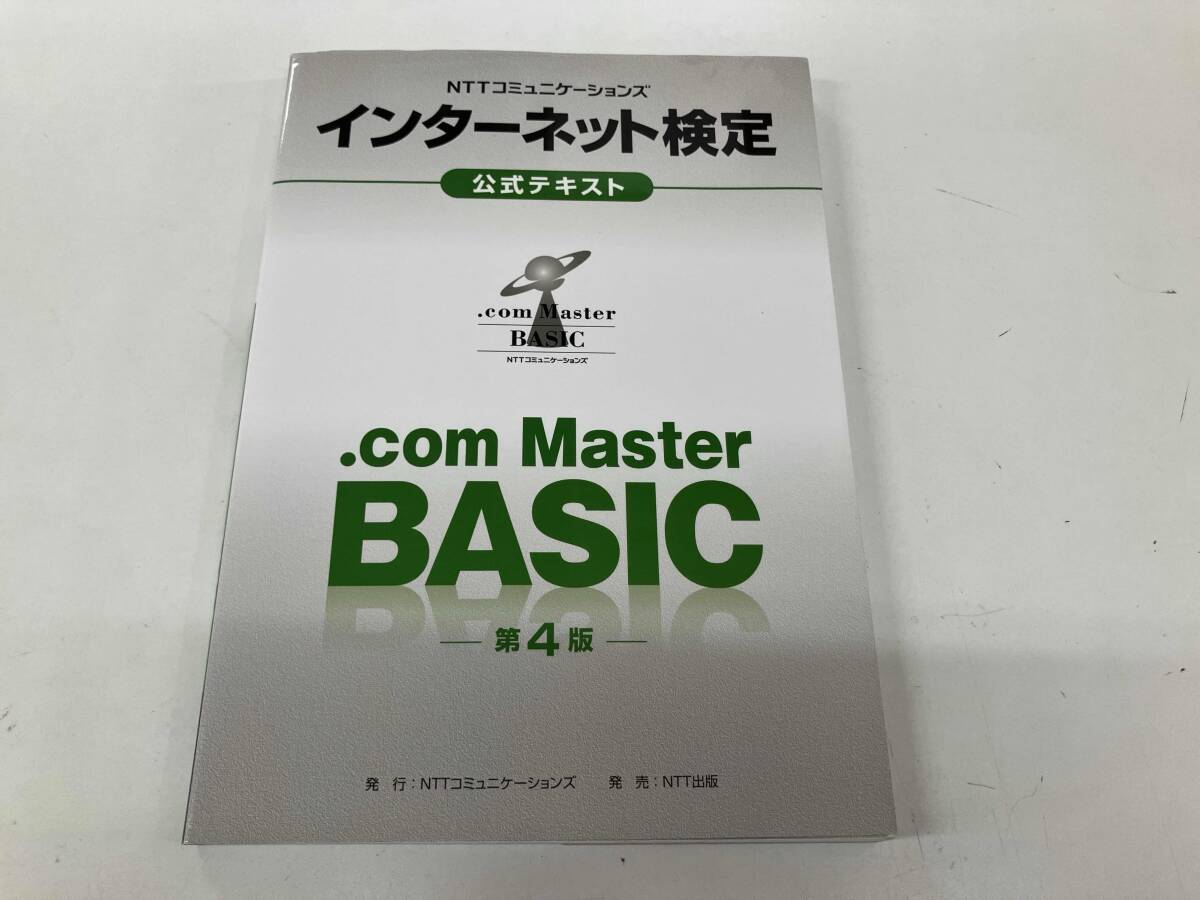 NTTコミュニケーションズ
インターネット検定
公式テキスト
.com Master
BASIC
NTTコミュニケーションズ
.com Master
BASIC
第4版
発行：NTTコミュニケーションズ 発売：NTT出版